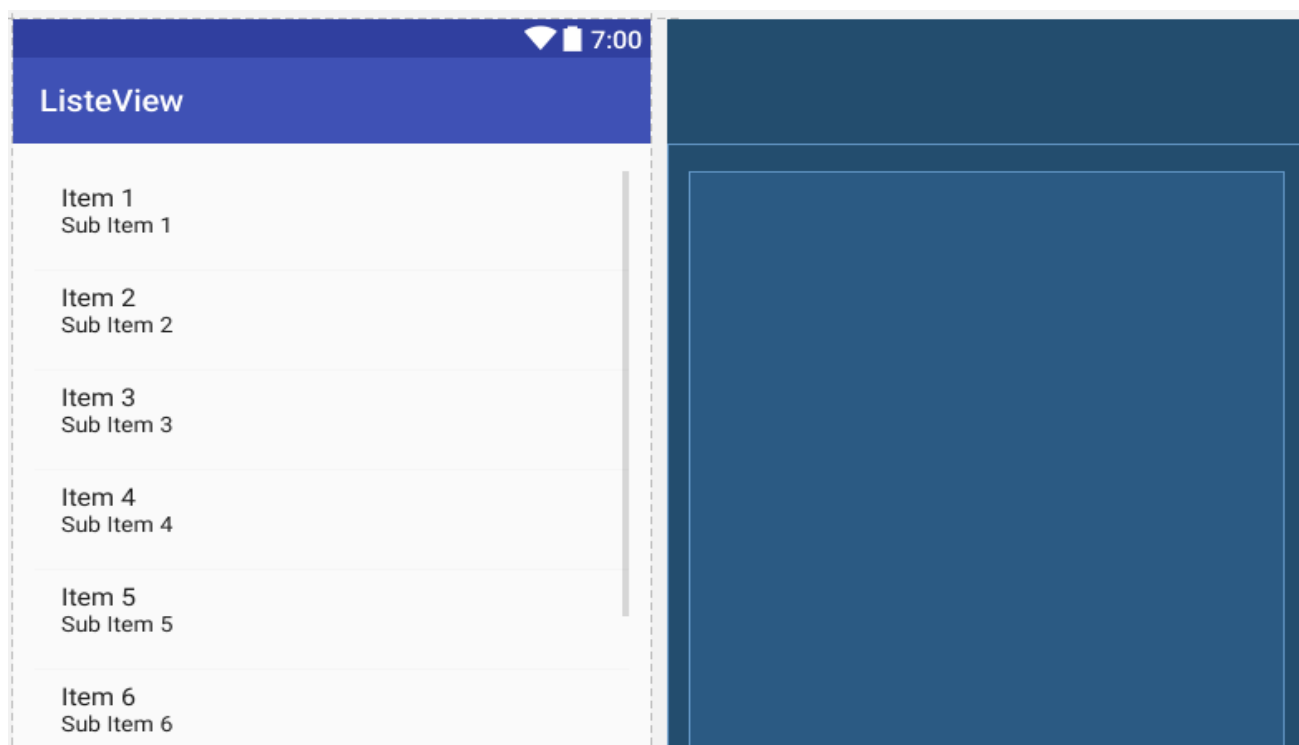 7:00
ListeView
Item 1
Sub Item 1
Item 2
Sub Item 2
Item 3
Sub Item 3
Item 4
Sub Item 4
Item 5
Sub Item 5
Item 6
Sub Item 6